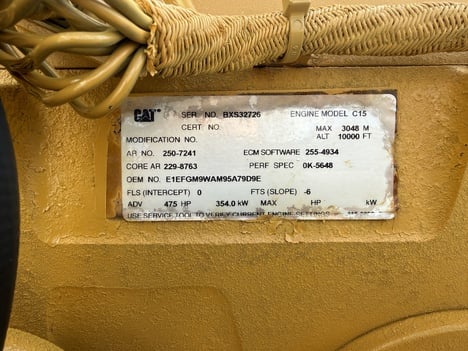 CAT SER. NO. BXS32726 ENGINE MODEL C15
CERT NO. MAX 3048 M
MODIFICATION NO. ALT 10000 FT
AR NO. 250-7241 ECM SOFTWARE 255-4934
CORE AR 229-8763 PERF SPEC 0K-5648
OEM NO. E1EFGM9WAM95A79D9E
FLS (INTERCEPT) 0 FTS (SLOPE) -6
ADV 475 HP 354.0 kW MAX HP kW
USE SERVICE TOOL TO VERIFY CURRENT ENGINE SETTINGS